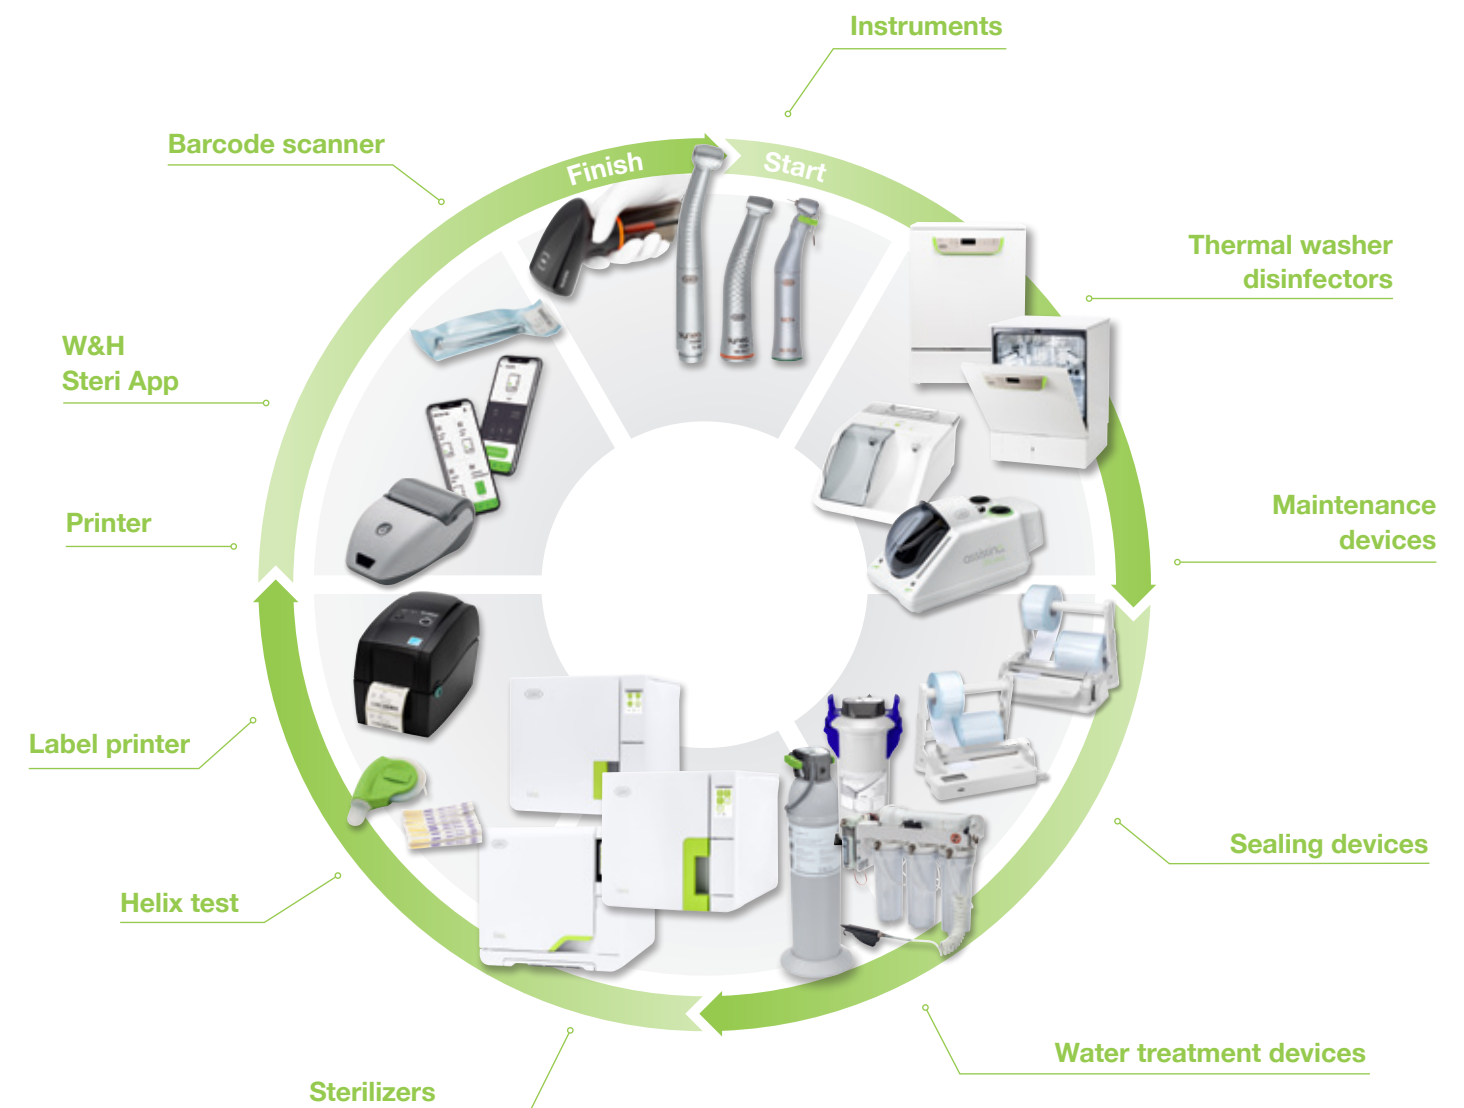 Instruments
Barcode scanner
Finish
Start
Thermal washer
disinfectors
W&H
Steri App
Printer
Maintenance
devices
Label printer
Sealing devices
Helix test
Water treatment devices
Sterilizers